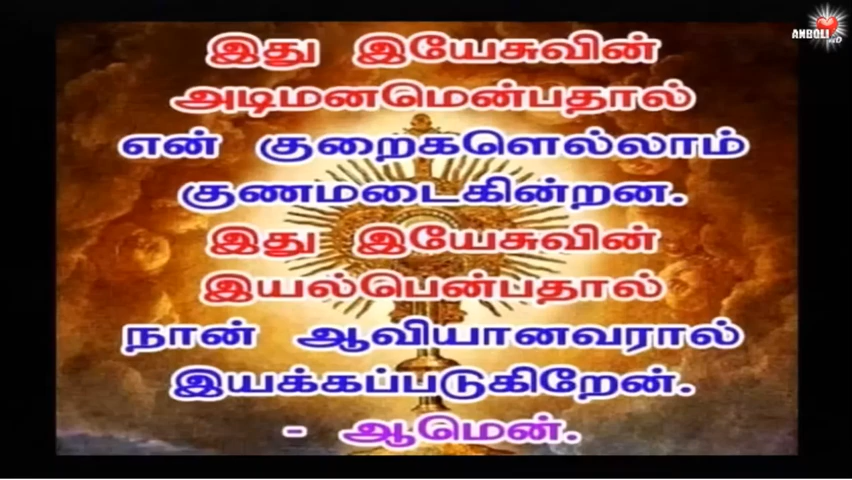 ANBOLI
HD
இது இயேசுவின்
அடிமனமென்பதால்
என் குறைகளெல்லாம்
குணமடைகின்றன.
இது இயேசுவின்
இயல்பென்பதால்
நான் ஆவியானவரால்
இயக்கப்படுகிறேன்.
- ஆமென்.